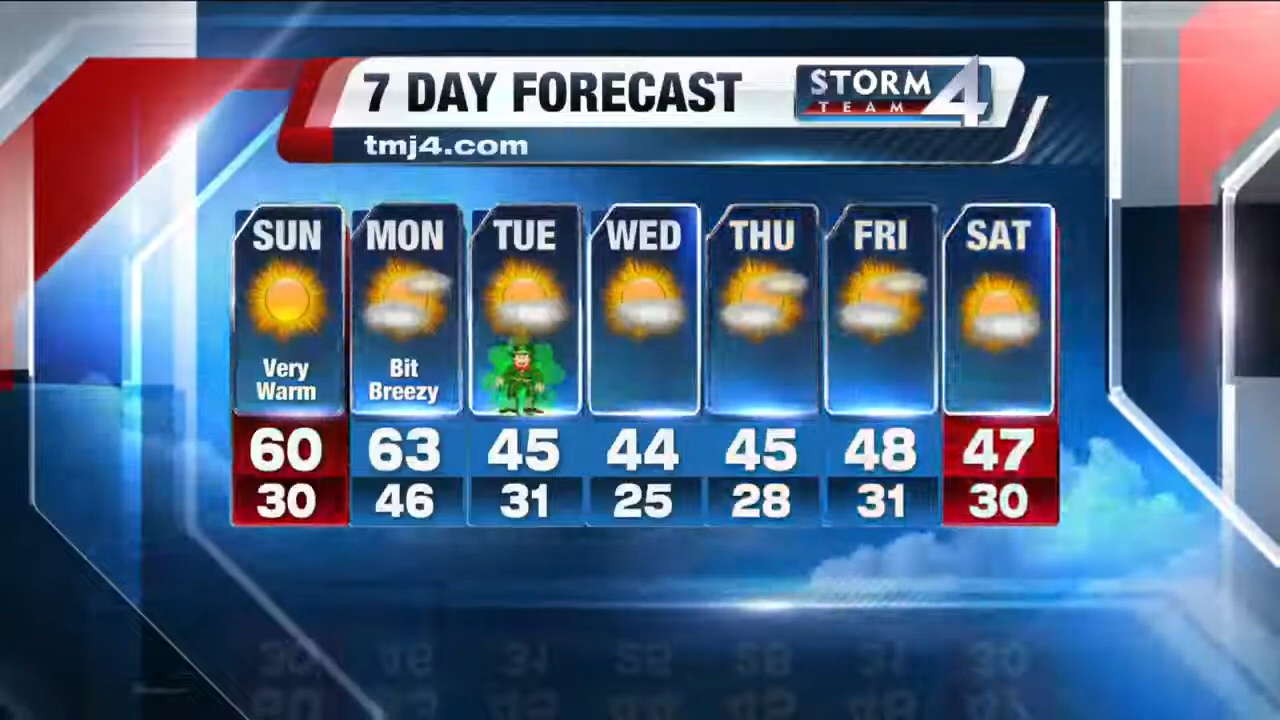 7 DAY FORECAST
STORM 4
TEAM
tmj4.com
SUN MON TUE WED THU FRI SAT
Very Warm
Bit Breezy
60 63 45 44 45 48 47
30 46 31 25 28 31 30